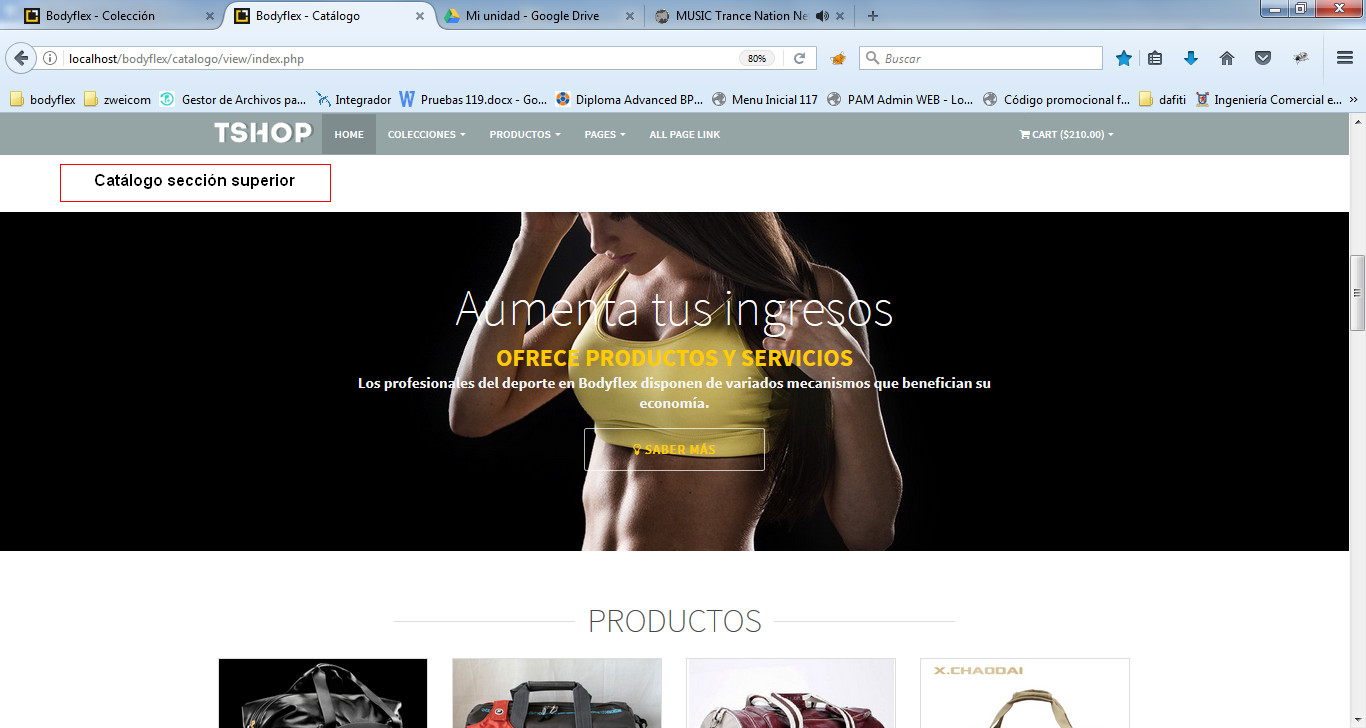 Bodyflex - Colección
Bodyflex - Catálogo
Mi unidad - Google Drive
MUSIC Trance Nation Ne
localhost/bodyflex/catalogo/view/index.php
80%
Buscar
bodyflex
zweicom
Gestor de Archivos pa...
Integrador
Pruebas 119.docx - Go...
Diploma Advanced BP...
Menu Inicial 117
PAM Admin WEB - Lo...
Código promocional f...
dafiti
Ingeniería Comercial e...
TSHOP
HOME
COLECCIONES
PRODUCTOS
PAGES
ALL PAGE LINK
CART ($210.00)
Catálogo sección superior
Aumenta tus ingresos
OFRECE PRODUCTOS Y SERVICIOS
Los profesionales del deporte en Bodyflex disponen de variados mecanismos que benefician su
economía.
SABER MÁS
PRODUCTOS
X.CHAODAI